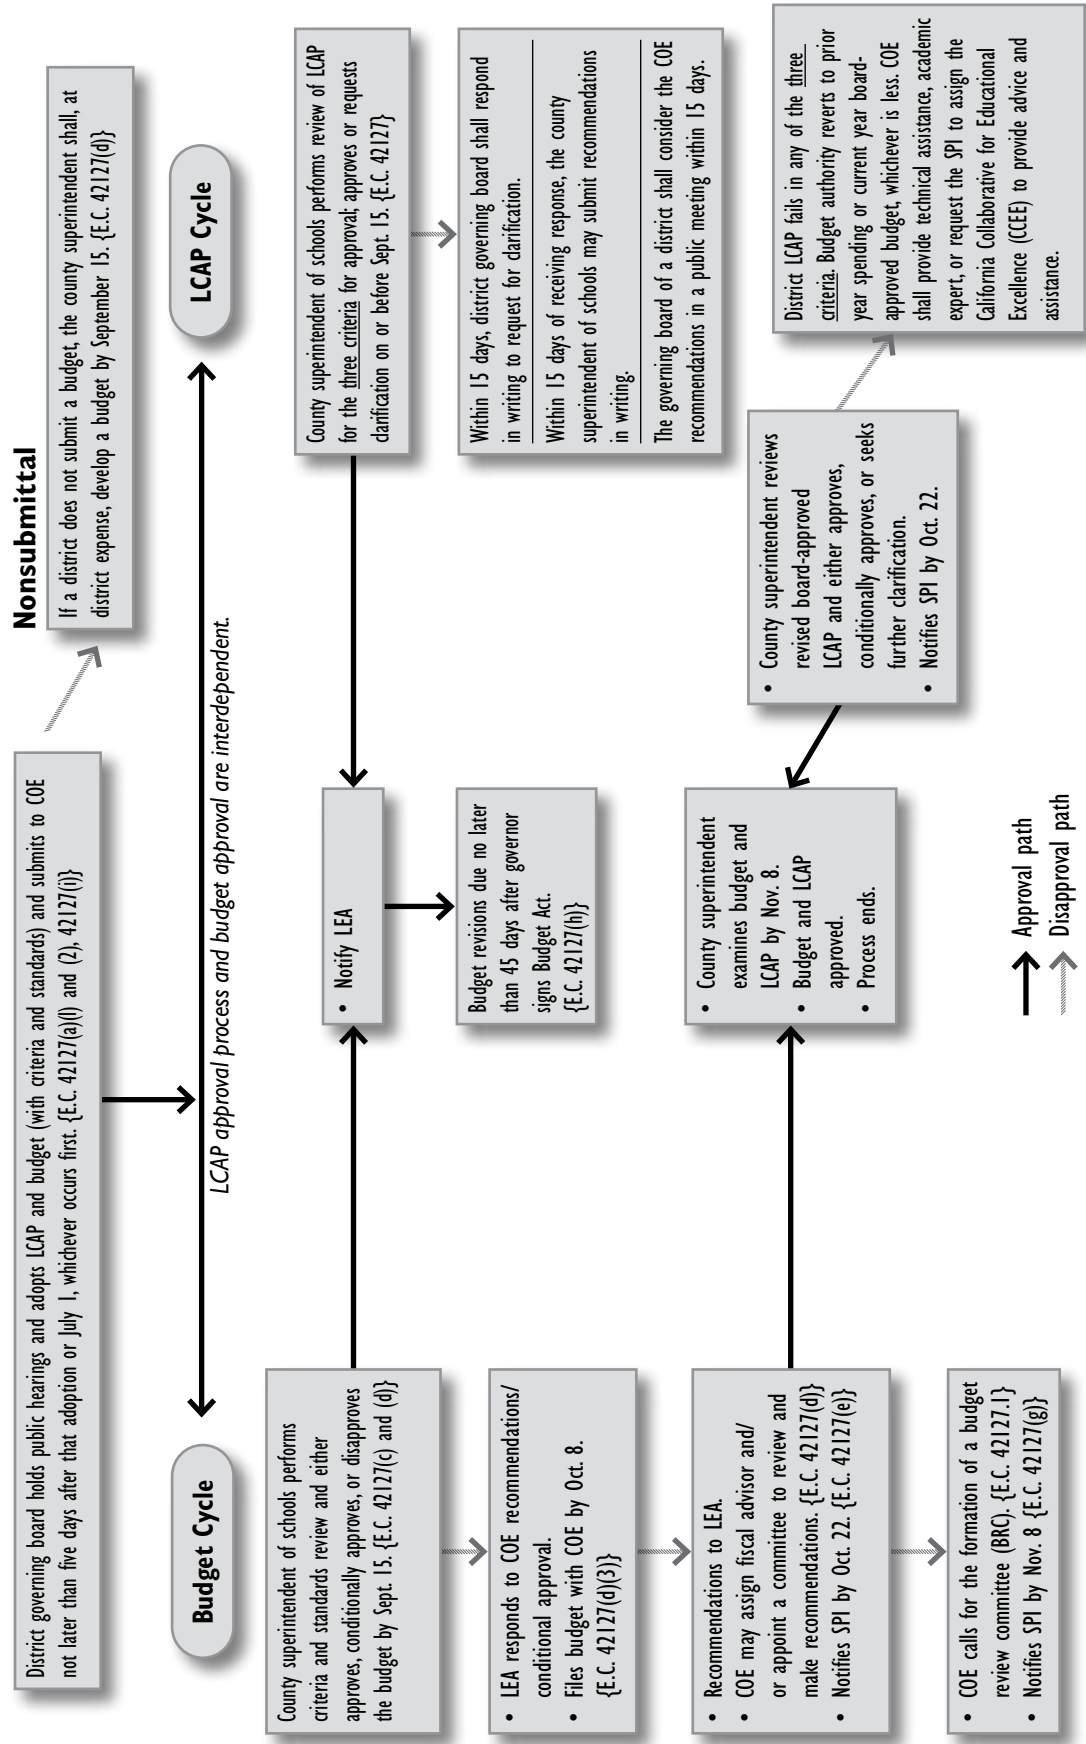 District governing board holds public hearings and adopts LCAP and budget (with criteria and standards) and submits to COE
not later than five days after that adoption or July 1, whichever occurs first. {E.C. 42127(a)(l) and (2), 42127(i)}
Nonsubmittal
If a district does not submit a budget, the county superintendent shall, at
district expense, develop a budget by September 15. {E.C. 42127(d)}
Budget Cycle
LCAP Cycle
LCAP approval process and budget approval are interdependent.
County superintendent of schools performs
criteria and standards review and either
approves, conditionally approves, or disapproves
the budget by Sept. 15. {E.C. 42127(c) and (d)}
• LEA responds to COE recommendations/
conditional approval.
• Files budget with COE by Oct. 8.
{E.C. 42127(d)(3)}
• Recommendations to LEA.
• COE may assign fiscal advisor and/
or appoint a committee to review and
make recommendations. {E.C. 42127(d)}
• Notifies SPI by Oct. 22. {E.C. 42127(e)}
• COE calls for the formation of a budget
review committee (BRC). {E.C. 42127.1}
• Notifies SPI by Nov. 8 {E.C. 42127(g)}
• Notify LEA
Budget revisions due no later
than 45 days after governor
signs Budget Act.
{E.C. 42127(h)}
• County superintendent
examines budget and
LCAP by Nov. 8.
• Budget and LCAP
approved.
• Process ends.
County superintendent of schools performs review of LCAP
for the three criteria for approval; approves or requests
clarification on or before Sept. 15. {E.C. 42127}
Within 15 days, district governing board shall respond
in writing to request for clarification.
Within 15 days of receiving response, the county
superintendent of schools may submit recommendations
in writing.
The governing board of a district shall consider the COE
recommendations in a public meeting within 15 days.
• County superintendent reviews
revised board-approved
LCAP and either approves,
conditionally approves, or seeks
further clarification.
• Notifies SPI by Oct. 22.
District LCAP fails in any of the three
criteria. Budget authority reverts to prior
year spending or current year board-
approved budget, whichever is less. COE
shall provide technical assistance, academic
expert, or request the SPI to assign the
California Collaborative for Educational
Excellence (CCEE) to provide advice and
assistance.
Approval path
Disapproval path